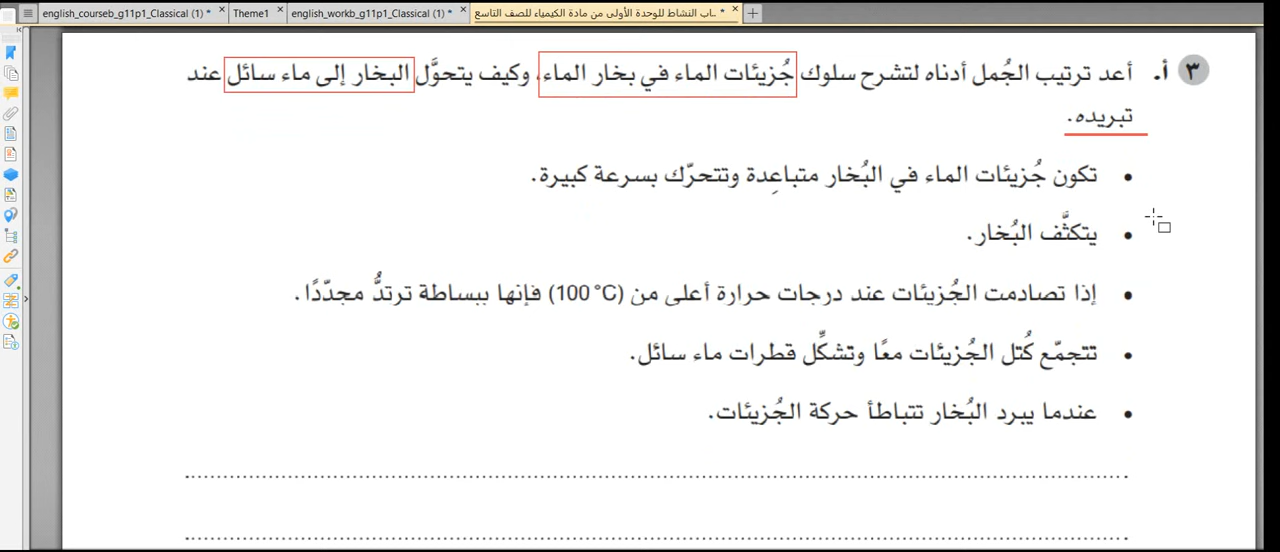 english_courseb_g11p1_Classical (1) *
Theme1
english_workb_g11p1_Classical (1) *
..اب النشاط للوحدة الأولى من مادة الكيمياء للصف التاسع *
٣ أ. أعد ترتيب الجُمل أدناه لتشرح سلوك جُزيئات الماء في بخار الماء، وكيف يتحوَّل البخار إلى ماء سائل عند
تبريده.
• تكون جُزيئات الماء في البُخار متباعِدة وتتحرّك بسرعة كبيرة.
• يتكثَّف البُخار.
• إذا تصادمت الجُزيئات عند درجات حرارة أعلى من (100 °C) فإنها ببساطة ترتدُّ مجدّدًا.
• تتجمّع كُتل الجُزيئات معًا وتشكِّل قطرات ماء سائل.
• عندما يبرد البُخار تتباطأ حركة الجُزيئات.